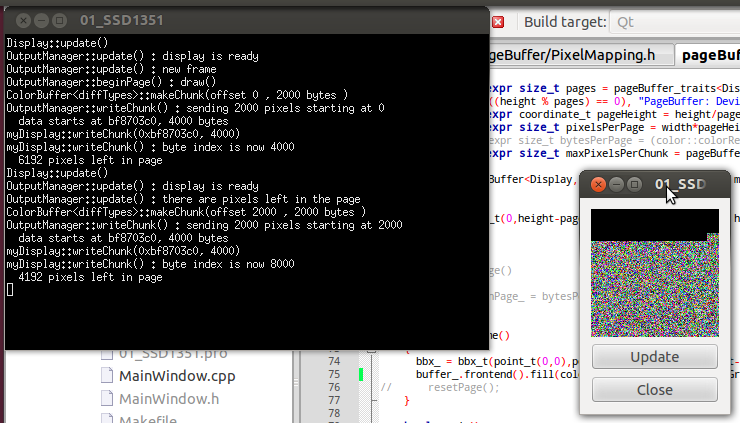 01_SSD1351
Display::update()
OutputManager::update() : display is ready
OutputManager::update() : new frame
OutputManager::beginPage() : draw()
ColorBuffer<diffTypes>::makeChunk(offset 0 , 2000 bytes )
OutputManager::writeChunk() : sending 2000 pixels starting at 0
data starts at bf8703c0, 4000 bytes
myDisplay::writeChunk(0xbf8703c0, 4000)
myDisplay::writeChunk() : byte index is now 4000
6192 pixels left in page
Display::update()
OutputManager::update() : display is ready
OutputManager::update() : there are pixels left in the page
ColorBuffer<diffTypes>::makeChunk(offset 2000 , 2000 bytes )
OutputManager::writeChunk() : sending 2000 pixels starting at 2000
data starts at bf8703c0, 4000 bytes
myDisplay::writeChunk(0xbf8703c0, 4000)
myDisplay::writeChunk() : byte index is now 8000
4192 pixels left in page
Build target: Qt
geBuffer/PixelMapping.h pageBuf
expr size_t pages = pageBuffer_traits<Dis
((height % pages) == 0), "PageBuffer: Devi
expr coordinate_t pageHeight = height/page
expr size_t pixelsPerPage = width*pageHei
expr size_t bytesPerPage = (color::colorRe
expr size_t maxPixelsPerChunk = pageBuff
Buffer<Display, m
_t(0,height-pag
ge()
nPage_ = bytesP
e()
01_SSD
Update
Close
01_SSD1351.pro
MainWindow.cpp
MainWindow.h
Makefile
74 bbx_ = bbx_t(point_t(0,0),p t-
75 buffer_.frontend().fill(colo Gr
76 // resetPage();
77 }
78